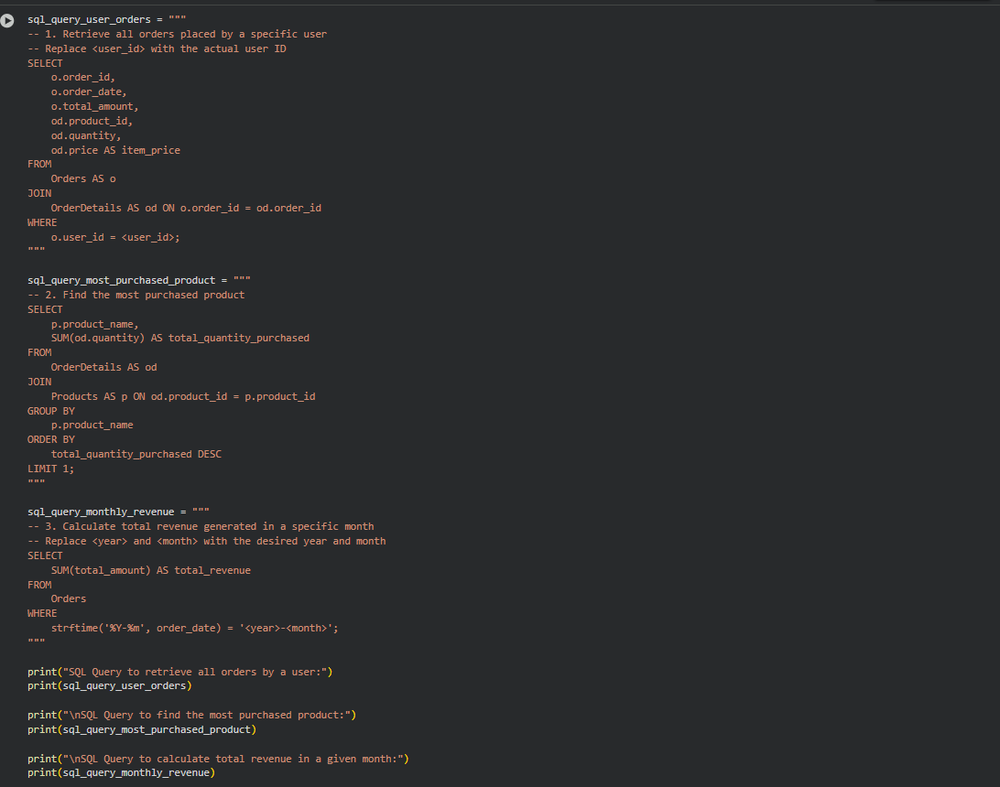 sql_query_user_orders = """
-- 1. Retrieve all orders placed by a specific user
-- Replace <user_id> with the actual user ID
SELECT
    o.order_id,
    o.order_date,
    o.total_amount,
    od.product_id,
    od.quantity,
    od.price AS item_price
FROM
    Orders AS o
JOIN
    OrderDetails AS od ON o.order_id = od.order_id
WHERE
    o.user_id = <user_id>;
"""

sql_query_most_purchased_product = """
-- 2. Find the most purchased product
SELECT
    p.product_name,
    SUM(od.quantity) AS total_quantity_purchased
FROM
    OrderDetails AS od
JOIN
    Products AS p ON od.product_id = p.product_id
GROUP BY
    p.product_name
ORDER BY
    total_quantity_purchased DESC
LIMIT 1;
"""

sql_query_monthly_revenue = """
-- 3. Calculate total revenue generated in a specific month
-- Replace <year> and <month> with the desired year and month
SELECT
    SUM(total_amount) AS total_revenue
FROM
    Orders
WHERE
    strftime('%Y-%m', order_date) = '<year>-<month>';
"""

print("SQL Query to retrieve all orders by a user:")
print(sql_query_user_orders)

print("\nSQL Query to find the most purchased product:")
print(sql_query_most_purchased_product)

print("\nSQL Query to calculate total revenue in a given month:")
print(sql_query_monthly_revenue)